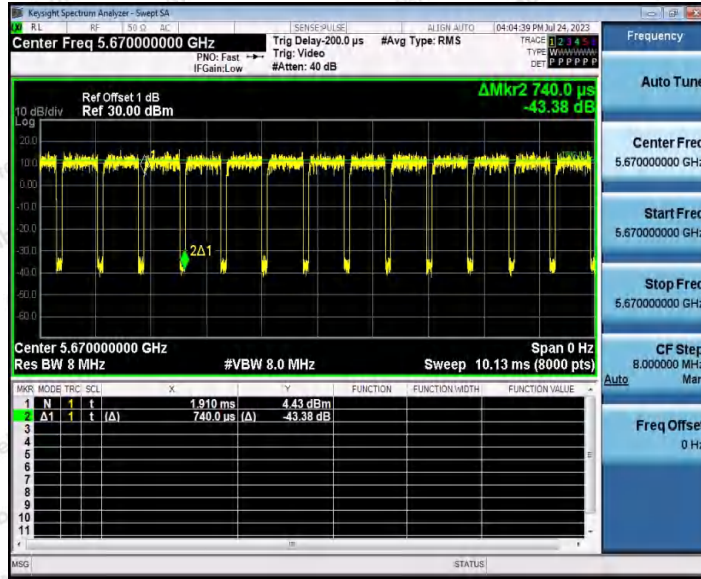 Keysight Spectrum Analyzer - Swept SA
RL RF 50 Ω AC SENSE:PULSE ALIGN AUTO 04:04:39 PM Jul 24, 2023
Center Freq 5.670000000 GHz
PNO: Fast
IFGain:Low
Trig Delay-200.0 µs
Trig: Video
#Atten: 40 dB
#Avg Type: RMS
TRACE 1 2 3 4 5 6
TYPE
DET P P P P P P
Ref Offset 1 dB
10 dB/div Ref 30.00 dBm
Log
ΔMkr2 740.0 µs
-43.38 dB
20.0
10.0
0.00
-10.0
-20.0
-30.0
-40.0
-50.0
-60.0
1
2Δ1
Center 5.670000000 GHz Span 0 Hz
Res BW 8 MHz #VBW 8.0 MHz Sweep 10.13 ms (8000 pts)
MKR MODE TRC SCL X Y FUNCTION FUNCTION WIDTH FUNCTION VALUE
1 N 1 t 1.910 ms 4.43 dBm
2 Δ1 1 t (Δ) 740.0 µs (Δ) -43.38 dB
3
4
5
6
7
8
9
10
11
MSG STATUS
Frequency
Auto Tune
Center Freq
5.670000000 GHz
Start Freq
5.670000000 GHz
Stop Freq
5.670000000 GHz
CF Step
8.000000 MHz
Auto Man
Freq Offset
0 Hz